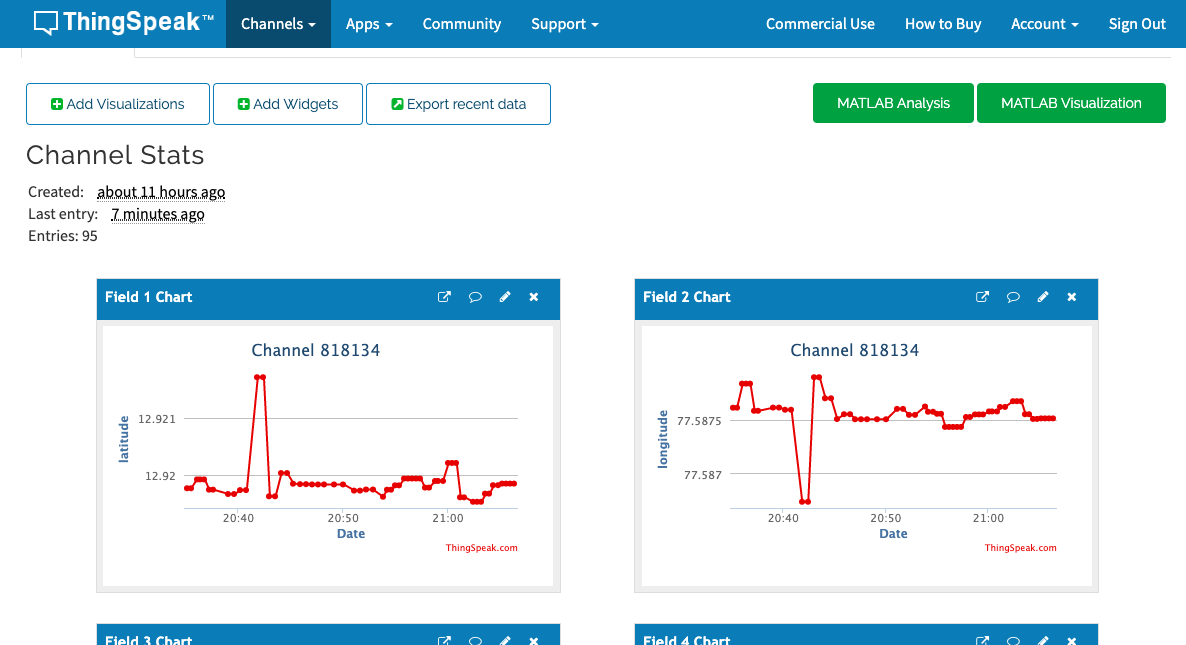 ThingSpeak™ Channels Apps Community Support Commercial Use How to Buy Account Sign Out
Add Visualizations Add Widgets Export recent data MATLAB Analysis MATLAB Visualization
Channel Stats
Created: about 11 hours ago
Last entry: 7 minutes ago
Entries: 95
Field 1 Chart
Channel 818134
latitude
12.921
12.92
20:40 20:50 21:00
Date
ThingSpeak.com
Field 2 Chart
Channel 818134
longitude
77.5875
77.587
20:40 20:50 21:00
Date
ThingSpeak.com
Field 3 Chart
Field 4 Chart